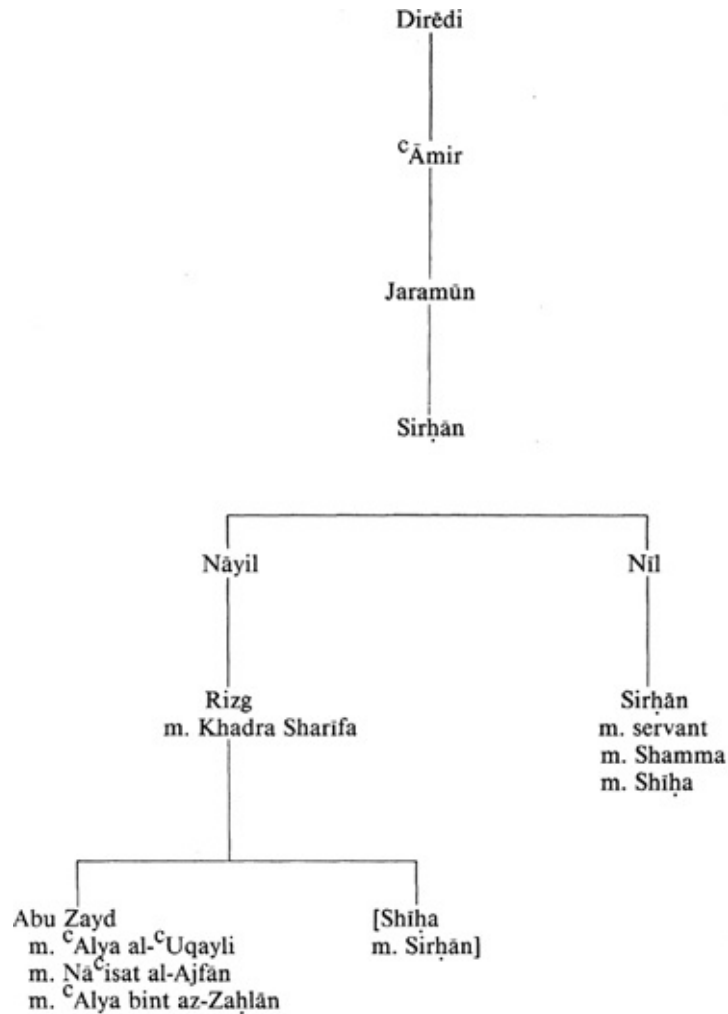 Dirēdi
ᶜĀmir
Jaramūn
Sirḥān
Nāyil
Nīl
Rizg
m. Khadra Sharīfa
Sirḥān
m. servant
m. Shamma
m. Shīḥa
Abu Zayd
m. ᶜAlya al-ᶜUqayli
m. Nāᶜisat al-Ajfān
m. ᶜAlya bint az-Zaḥlān
[Shīḥa
m. Sirḥān]